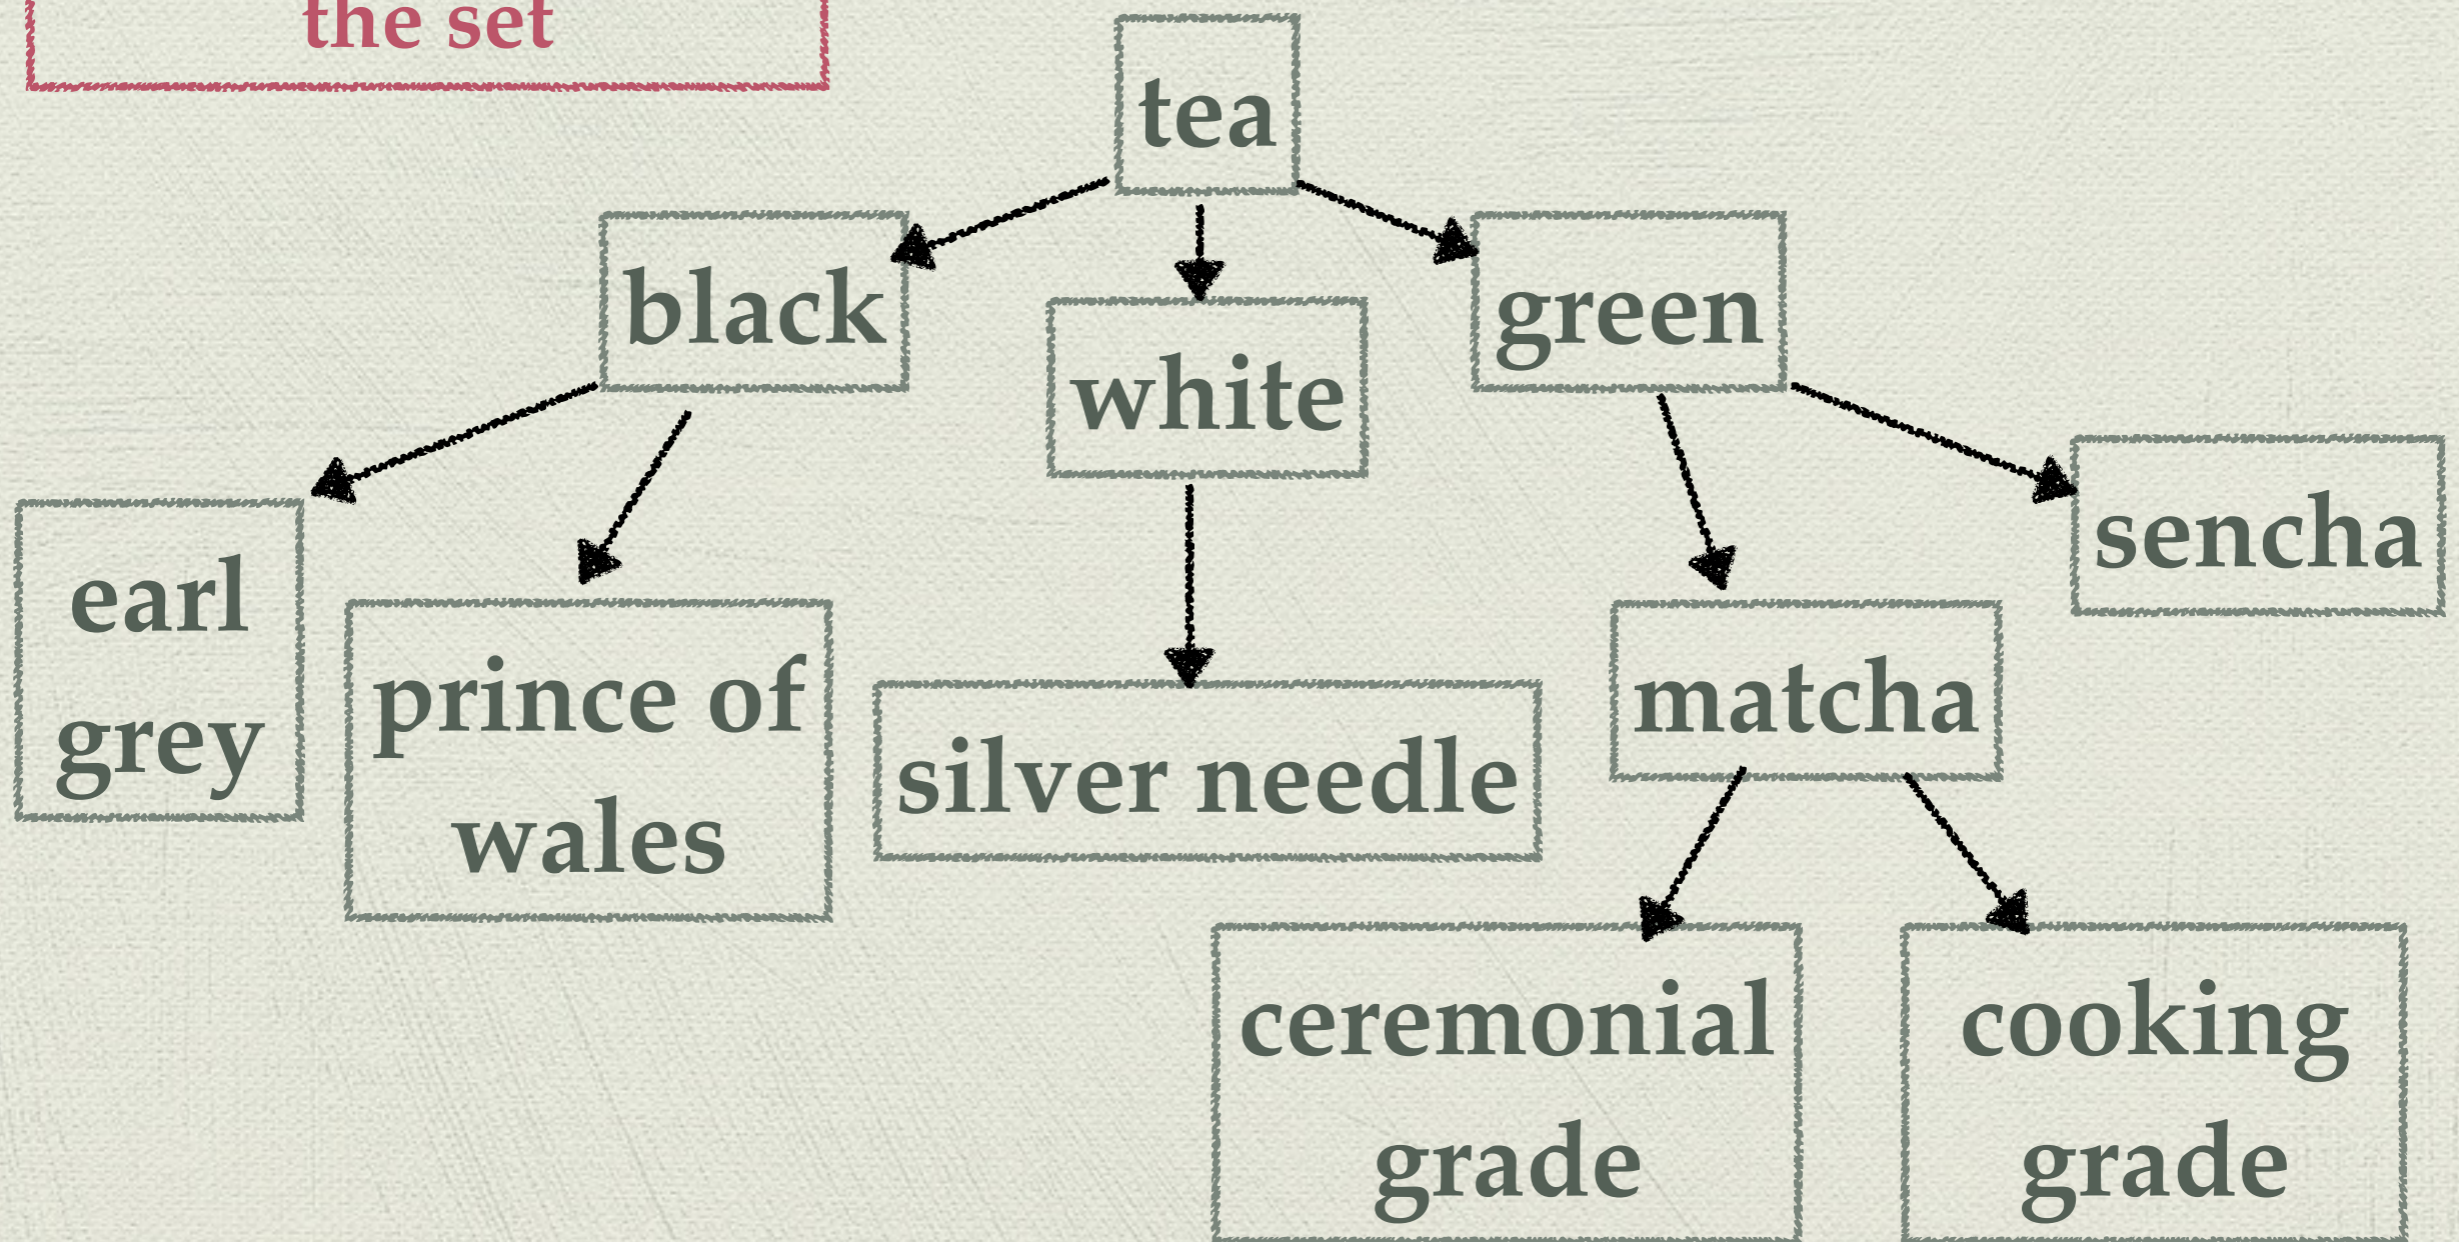 the set
tea
black
white
green
sencha
earl
grey
prince of
wales
silver needle
matcha
ceremonial
grade
cooking
grade